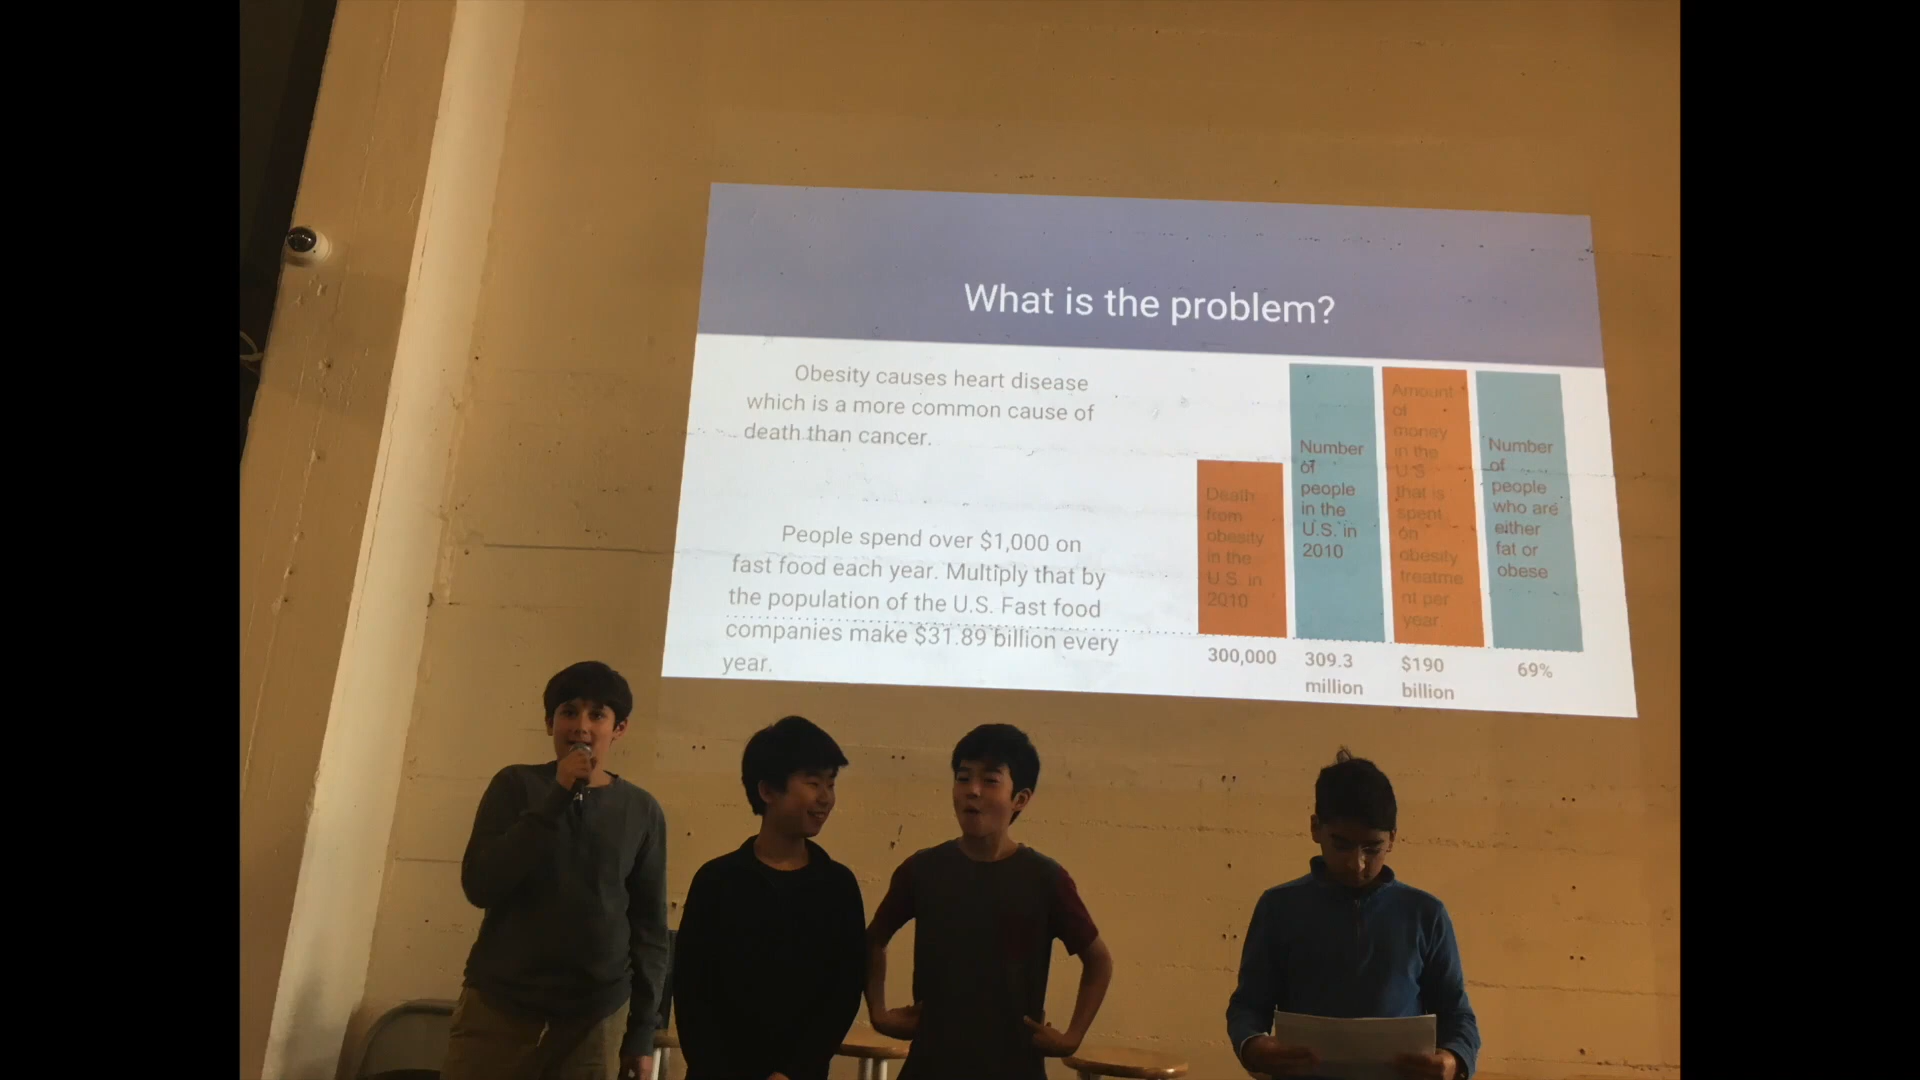 What is the problem?
Obesity causes heart disease
which is a more common cause of
death than cancer.
People spend over $1,000 on
fast food each year. Multiply that by
the population of the U.S. Fast food
companies make $31.89 billion every
year.
Death
from
obesity
in the
U.S. in
2010
300,000
Number
of
people
in the
U.S. in
2010
309.3
million
Amount
of
money
in the
U.S
that is
spent
on
obesity
treatme
nt per
year
$190
billion
Number
of
people
who are
either
fat or
obese
69%